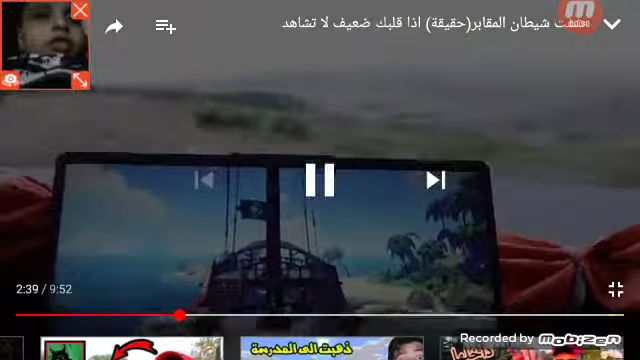 شيطان المقابر(حقيقة) اذا قلبك ضعيف لا تشاهد
2:39 / 9:52
Recorded by MOBIZEN
ذهبت الى المدرسة